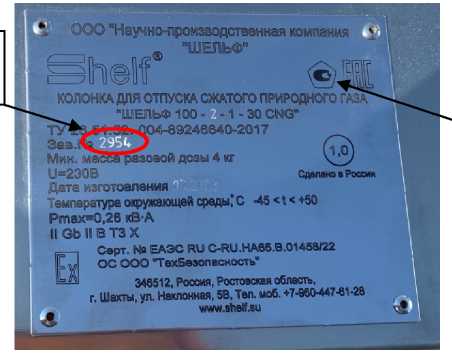 ООО "Научно-производственная компания
"ШЕЛЬФ"
Shelf®
ЕАС
КОЛОНКА ДЛЯ ОТПУСКА СЖАТОГО ПРИРОДНОГО ГАЗА
"ШЕЛЬФ 100 - 2 - 1 - 30 CNG"
ТУ 004-89246640-2017
Зав.№ 2954
Мин. масса разовой дозы 4 кг
1,0
U=230В
Сделано в России
Дата изготовления
Температура окружающей среды, С -45 < t < +50
Pmax=0,26 кВ·А
II Gb II B T3 X
Ex
Серт. № ЕАЭС RU C-RU.HA65.B.01458/22
ОС ООО "ТехБезопасность"
346512, Россия, Ростовская область,
г. Шахты, ул. Наклонная, 5В, Тел. моб. +7-960-447-61-28
www.shelf.su